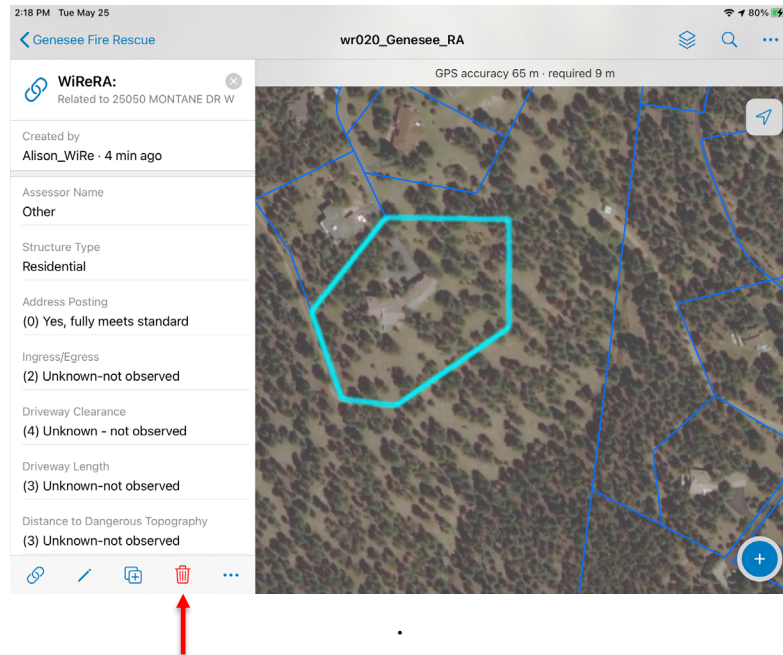 2:18 PM Tue May 25
80%
Genesee Fire Rescue
wr020_Genesee_RA
GPS accuracy 65 m · required 9 m
WiReRA:
Related to 25050 MONTANE DR W
Created by
Alison_WiRe · 4 min ago
Assessor Name
Other
Structure Type
Residential
Address Posting
(0) Yes, fully meets standard
Ingress/Egress
(2) Unknown-not observed
Driveway Clearance
(4) Unknown - not observed
Driveway Length
(3) Unknown-not observed
Distance to Dangerous Topography
(3) Unknown-not observed
.